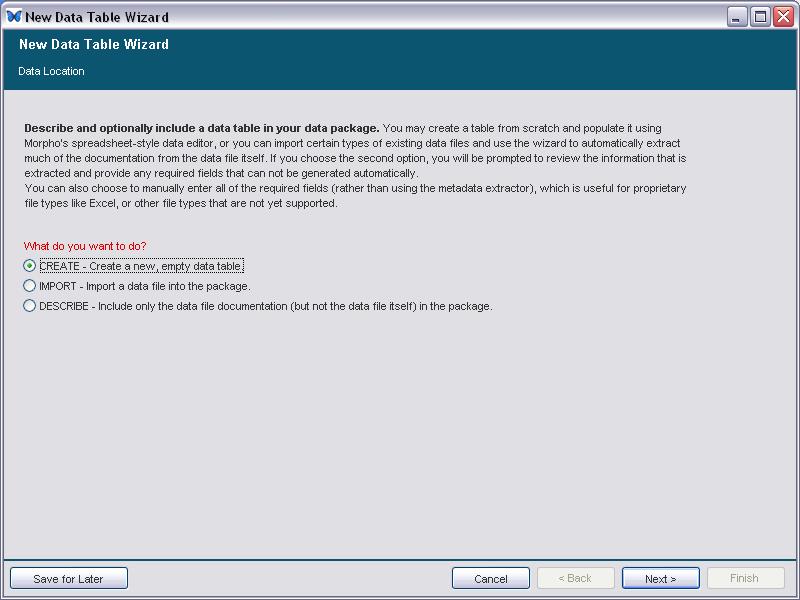 New Data Table Wizard
New Data Table Wizard
Data Location
Describe and optionally include a data table in your data package. You may create a table from scratch and populate it using
Morpho's spreadsheet-style data editor, or you can import certain types of existing data files and use the wizard to automatically extract
much of the documentation from the data file itself. If you choose the second option, you will be prompted to review the information that is
extracted and provide any required fields that can not be generated automatically.
You can also choose to manually enter all of the required fields (rather than using the metadata extractor), which is useful for proprietary
file types like Excel, or other file types that are not yet supported.
What do you want to do?
CREATE - Create a new, empty data table.
IMPORT - Import a data file into the package.
DESCRIBE - Include only the data file documentation (but not the data file itself) in the package.
Save for Later Cancel < Back Next > Finish